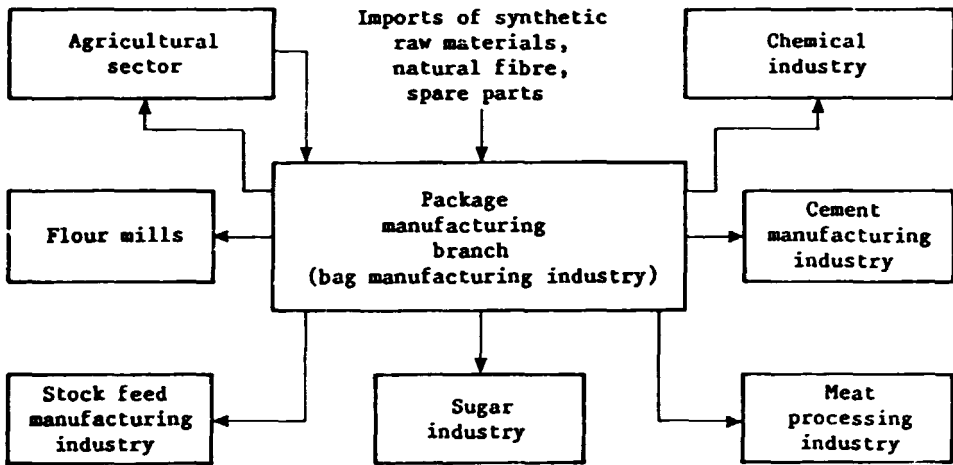 Agricultural
sector
Imports of synthetic
raw materials,
natural fibre,
spare parts
Chemical
industry
Package
manufacturing
branch
(bag manufacturing industry)
Flour mills
Cement
manufacturing
industry
Stock feed
manufacturing
industry
Sugar
industry
Meat
processing
industry